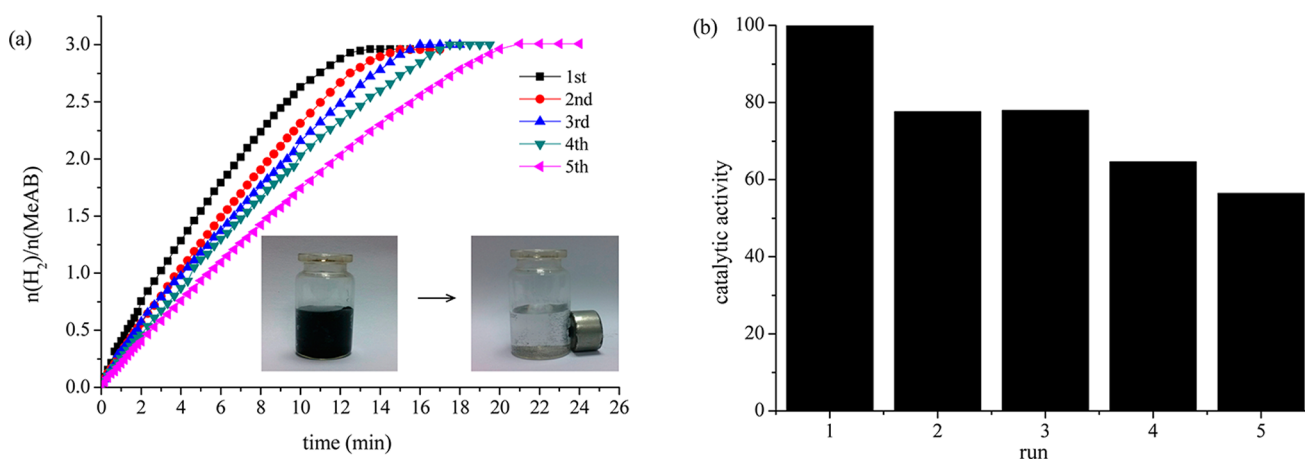 (a)
n(H2)/n(MeAB)
3.0
2.5
2.0
1.5
1.0
0.5
0.0
0 2 4 6 8 10 12 14 16 18 20 22 24 26
time (min)
1st
2nd
3rd
4th
5th
(b)
catalytic activity
100
80
60
40
20
0
1 2 3 4 5
run